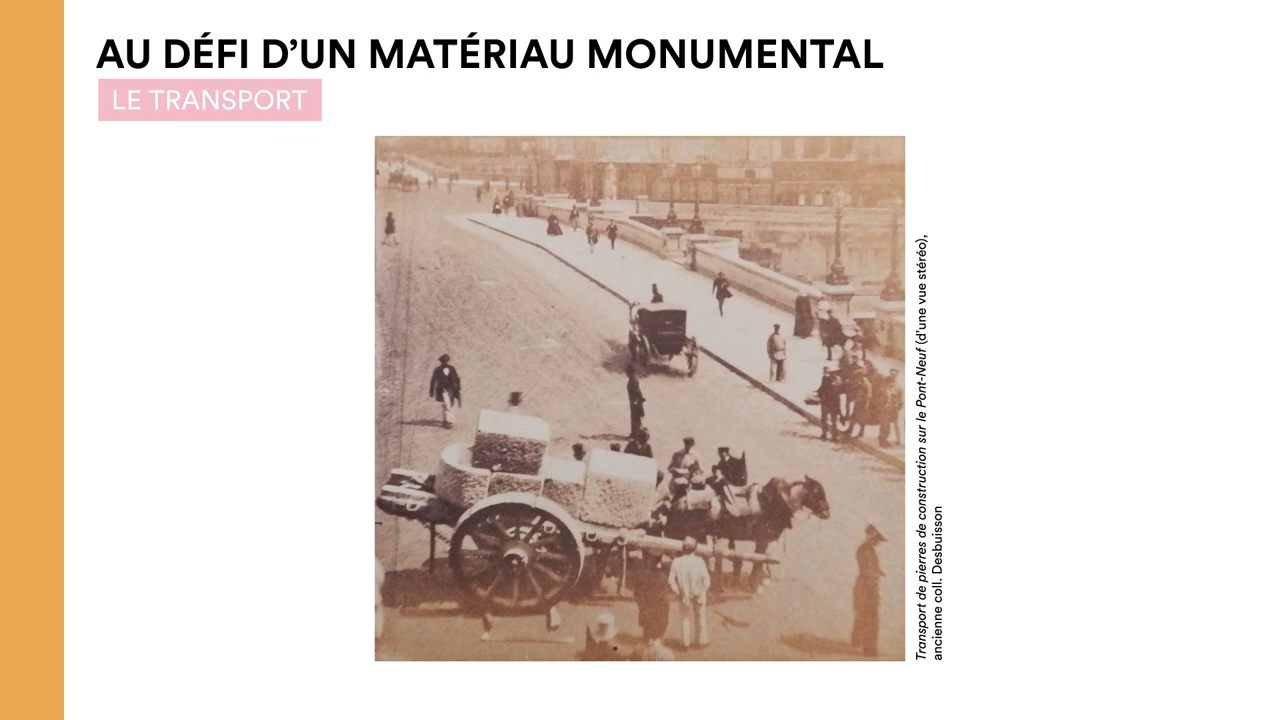 AU DÉFI D’UN MATÉRIAU MONUMENTAL
LE TRANSPORT
Transport de pierres de construction sur le Pont-Neuf (d’une vue stéréo),
ancienne coll. Desbuisson